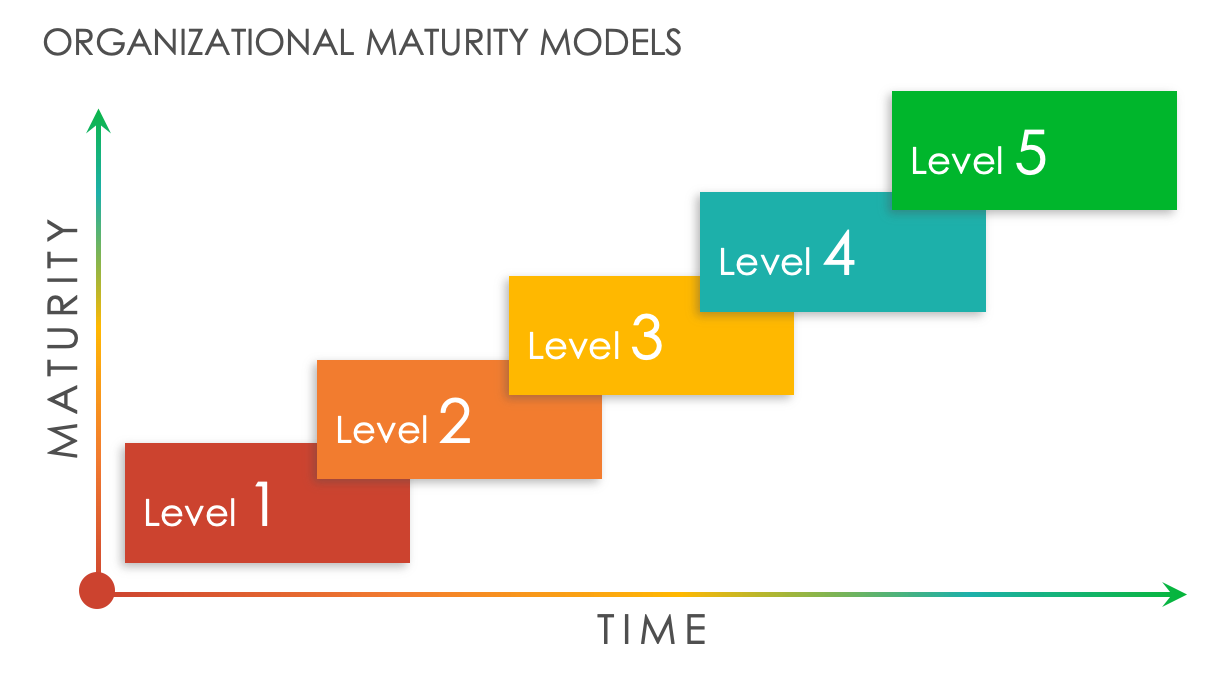 ORGANIZATIONAL MATURITY MODELS
Level 5
Level 4
Level 3
Level 2
Level 1
MATURITY
TIME